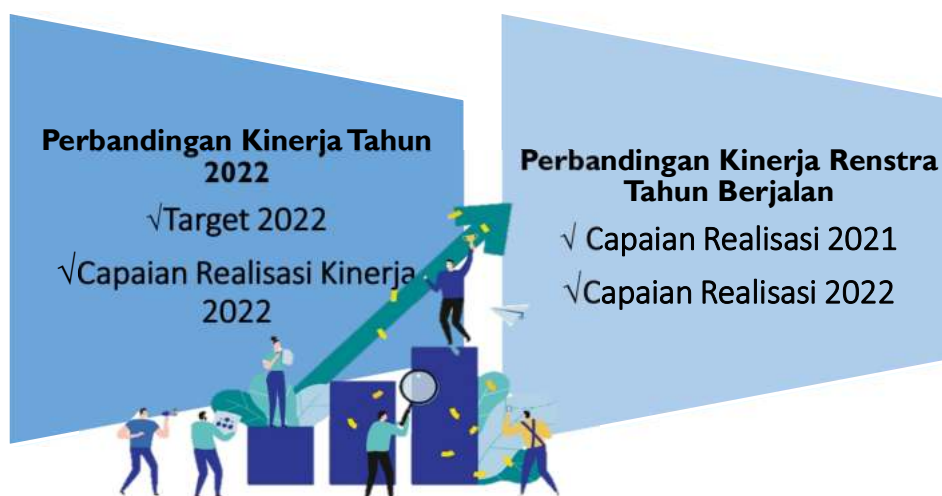 Perbandingan Kinerja Tahun
2022
√Target 2022
√Capaian Realisasi Kinerja
2022
Perbandingan Kinerja Renstra
Tahun Berjalan
√ Capaian Realisasi 2021
√Capaian Realisasi 2022